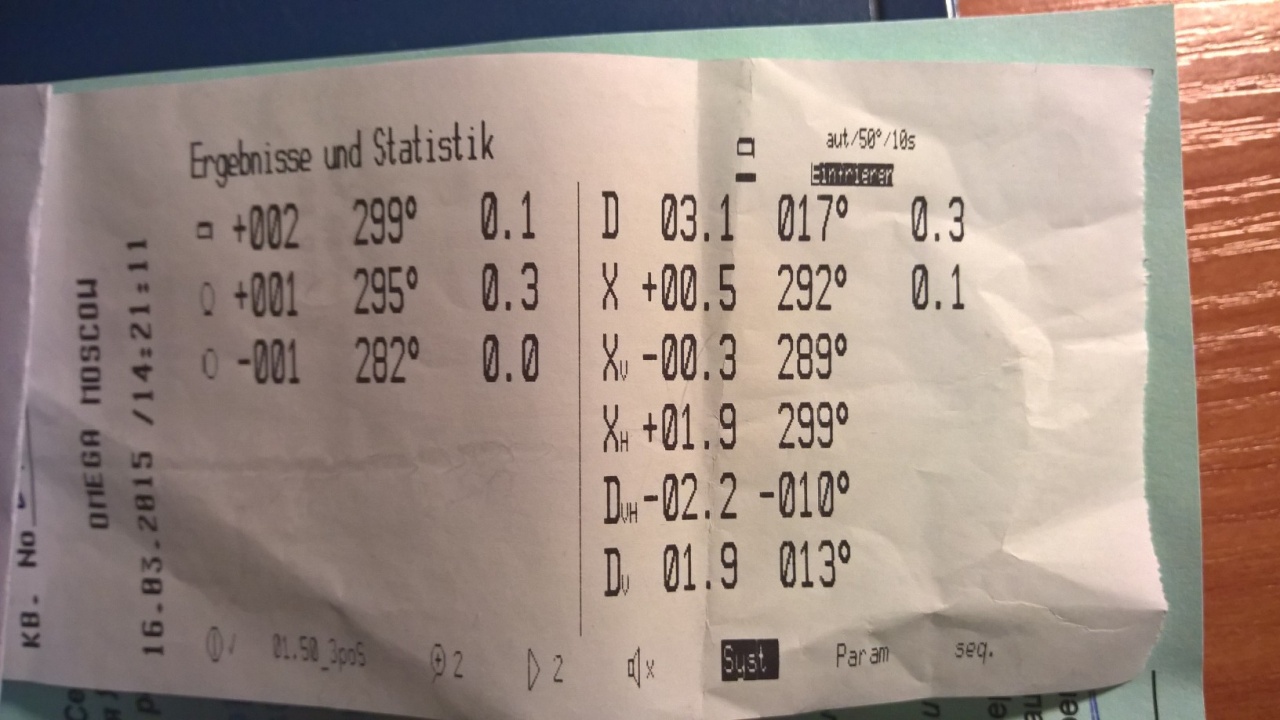 KB. No
OMEGA MOSCOW
16.03.2015 /14:21:11
Ergebnisse und Statistik
aut/50°/10s
+002 299° 0.1
+001 295° 0.3
-001 282° 0.0
D 03.1 017° 0.3
X +00.5 292° 0.1
Xv -00.3 289°
XH +01.9 299°
DVH -02.2 -010°
Dv 01.9 013°
01.50_3poS 2 2 x Syst Param seq.